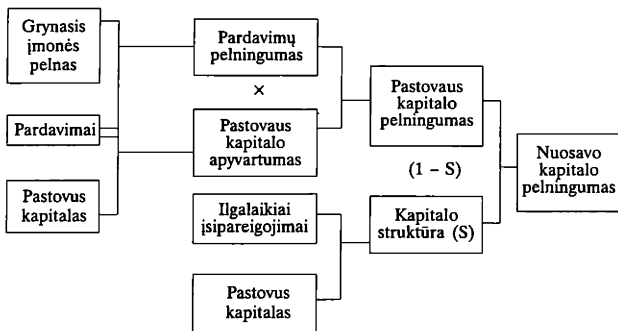 Grynasis
įmonės
pelnas
Pardavimai
Pastovus
kapitalas
Pardavimų
pelningumas
×
Pastovaus
kapitalo
apyvartumas
Ilgalaikiai
įsipareigojimai
Pastovus
kapitalas
Pastovaus
kapitalo
pelningumas
(1 – S)
Kapitalo
struktūra (S)
Nuosavo
kapitalo
pelningumas